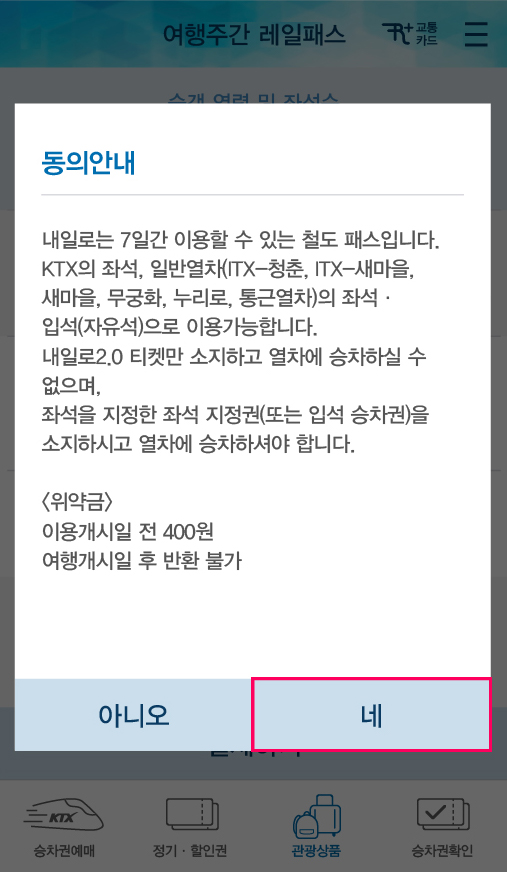 여행주간 레일패스
R+ 교통
카드
승객 연령 및 좌석수
동의안내
내일로는 7일간 이용할 수 있는 철도 패스입니다.
KTX의 좌석, 일반열차(ITX-청춘, ITX-새마을,
새마을, 무궁화, 누리로, 통근열차)의 좌석 ·
입석(자유석)으로 이용가능합니다.
내일로2.0 티켓만 소지하고 열차에 승차하실 수
없으며,
좌석을 지정한 좌석 지정권(또는 입석 승차권)을
소지하시고 열차에 승차하셔야 합니다.
<위약금>
이용개시일 전 400원
여행개시일 후 반환 불가
아니오 네
KTX
승차권예매 정기 · 할인권 관광상품 승차권확인